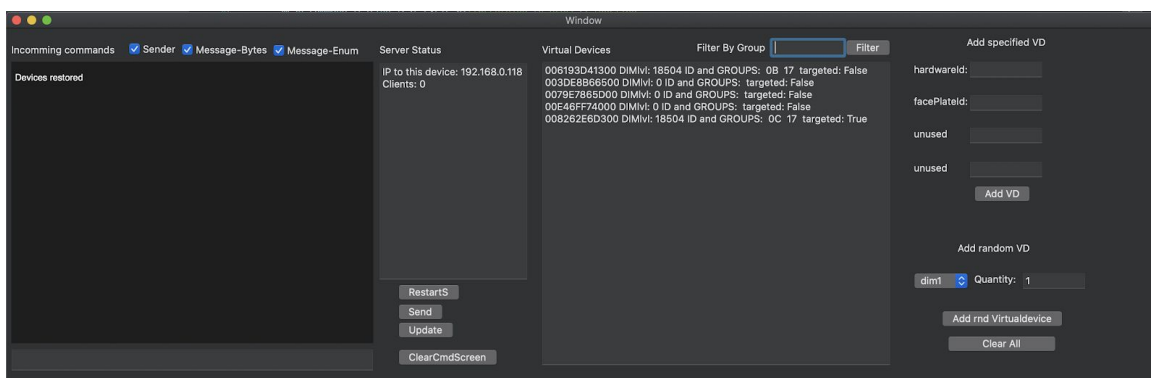 Window
Incomming commands
Sender
Message-Bytes
Message-Enum
Devices restored
Server Status
IP to this device: 192.168.0.118
Clients: 0
RestartS
Send
Update
ClearCmdScreen
Virtual Devices
Filter By Group
Filter
006193D41300 DIMlvl: 18504 ID and GROUPS: 0B 17 targeted: False
003DE8B66500 DIMlvl: 0 ID and GROUPS: targeted: False
0079E7865D00 DIMlvl: 0 ID and GROUPS: targeted: False
00E46FF74000 DIMlvl: 0 ID and GROUPS: targeted: False
008262E6D300 DIMlvl: 18504 ID and GROUPS: 0C 17 targeted: True
Add specified VD
hardwareId:
facePlateId:
unused
unused
Add VD
Add random VD
dim1
Quantity: 1
Add rnd Virtualdevice
Clear All